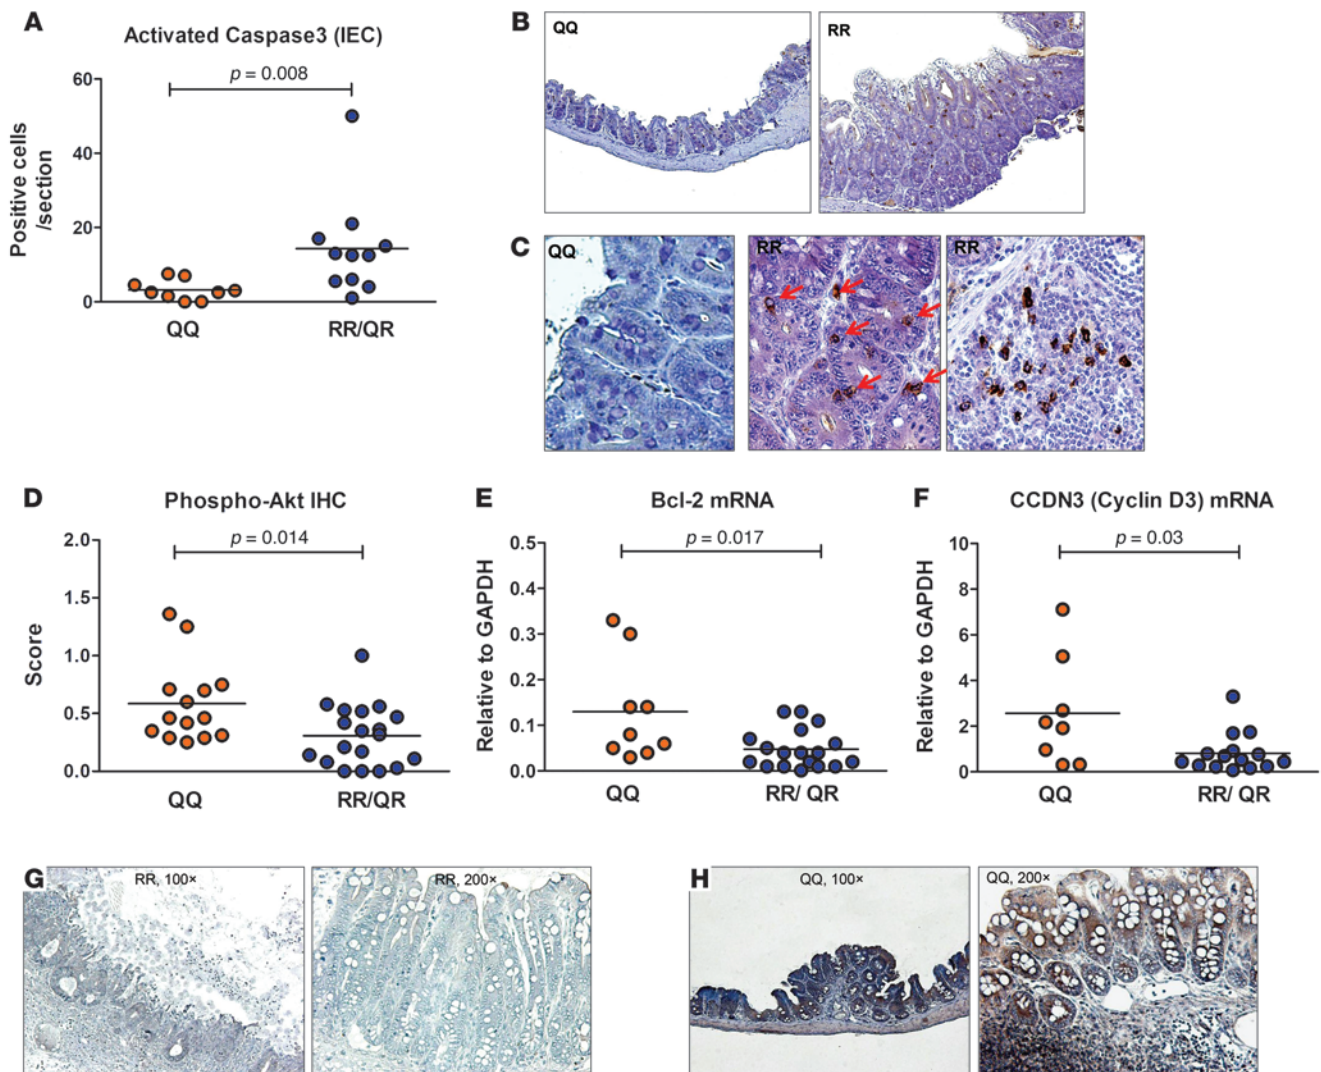 A
Activated Caspase3 (IEC)
p = 0.008
60
40
20
0
Positive cells
/section
QQ
RR/QR
B
QQ
RR
C
QQ
RR
RR
D
Phospho-Akt IHC
p = 0.014
2.0
1.5
1.0
0.5
0.0
Score
QQ
RR/QR
E
Bcl-2 mRNA
p = 0.017
0.5
0.4
0.3
0.2
0.1
0.0
Relative to GAPDH
QQ
RR/ QR
F
CCDN3 (Cyclin D3) mRNA
p = 0.03
10
8
6
4
2
0
Relative to GAPDH
QQ
RR/ QR
G
RR, 100×
RR, 200×
H
QQ, 100×
QQ, 200×